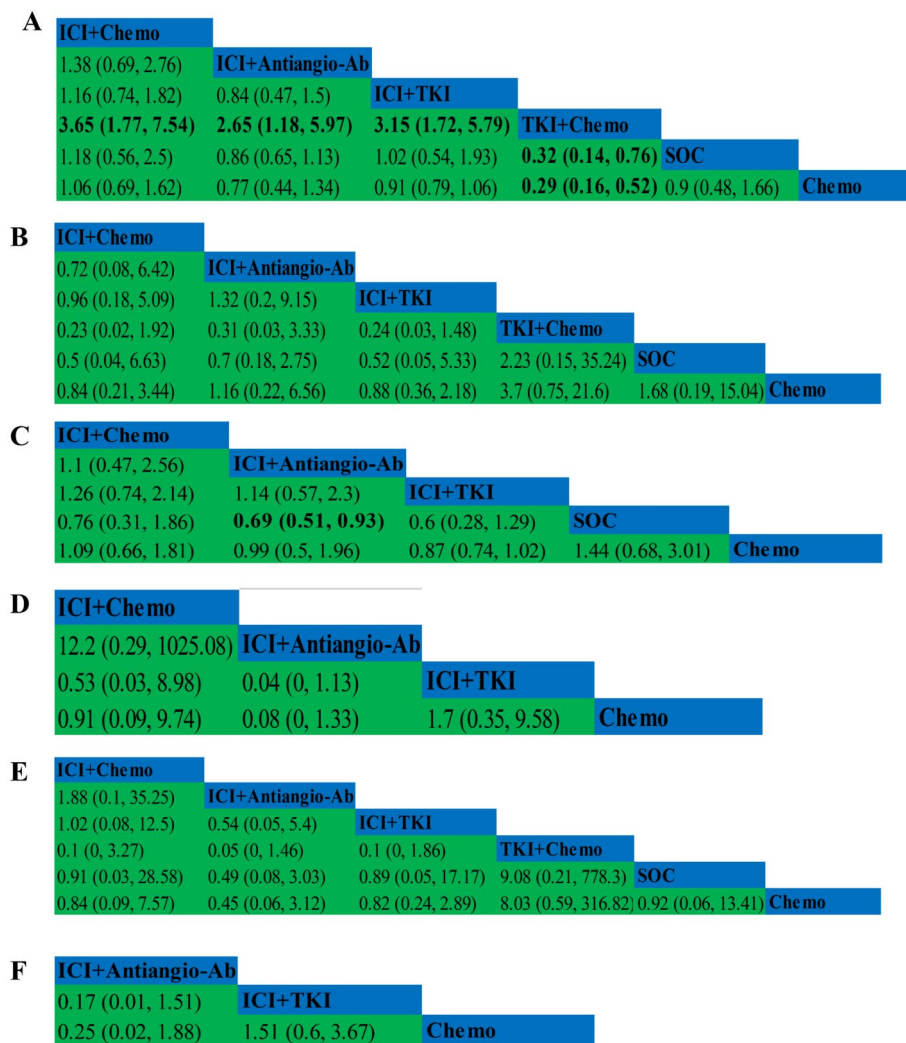 A
ICI+Chemo
1.38 (0.69, 2.76) ICI+Antiangio-Ab
1.16 (0.74, 1.82) 0.84 (0.47, 1.5) ICI+TKI
3.65 (1.77, 7.54) 2.65 (1.18, 5.97) 3.15 (1.72, 5.79) TKI+Chemo
1.18 (0.56, 2.5) 0.86 (0.65, 1.13) 1.02 (0.54, 1.93) 0.32 (0.14, 0.76) SOC
1.06 (0.69, 1.62) 0.77 (0.44, 1.34) 0.91 (0.79, 1.06) 0.29 (0.16, 0.52) 0.9 (0.48, 1.66) Chemo
B
ICI+Chemo
0.72 (0.08, 6.42) ICI+Antiangio-Ab
0.96 (0.18, 5.09) 1.32 (0.2, 9.15) ICI+TKI
0.23 (0.02, 1.92) 0.31 (0.03, 3.33) 0.24 (0.03, 1.48) TKI+Chemo
0.5 (0.04, 6.63) 0.7 (0.18, 2.75) 0.52 (0.05, 5.33) 2.23 (0.15, 35.24) SOC
0.84 (0.21, 3.44) 1.16 (0.22, 6.56) 0.88 (0.36, 2.18) 3.7 (0.75, 21.6) 1.68 (0.19, 15.04) Chemo
C
ICI+Chemo
1.1 (0.47, 2.56) ICI+Antiangio-Ab
1.26 (0.74, 2.14) 1.14 (0.57, 2.3) ICI+TKI
0.76 (0.31, 1.86) 0.69 (0.51, 0.93) 0.6 (0.28, 1.29) SOC
1.09 (0.66, 1.81) 0.99 (0.5, 1.96) 0.87 (0.74, 1.02) 1.44 (0.68, 3.01) Chemo
D
ICI+Chemo
12.2 (0.29, 1025.08) ICI+Antiangio-Ab
0.53 (0.03, 8.98) 0.04 (0, 1.13) ICI+TKI
0.91 (0.09, 9.74) 0.08 (0, 1.33) 1.7 (0.35, 9.58) Chemo
E
ICI+Chemo
1.88 (0.1, 35.25) ICI+Antiangio-Ab
1.02 (0.08, 12.5) 0.54 (0.05, 5.4) ICI+TKI
0.1 (0, 3.27) 0.05 (0, 1.46) 0.1 (0, 1.86) TKI+Chemo
0.91 (0.03, 28.58) 0.49 (0.08, 3.03) 0.89 (0.05, 17.17) 9.08 (0.21, 778.3) SOC
0.84 (0.09, 7.57) 0.45 (0.06, 3.12) 0.82 (0.24, 2.89) 8.03 (0.59, 316.82) 0.92 (0.06, 13.41) Chemo
F
ICI+Antiangio-Ab
0.17 (0.01, 1.51) ICI+TKI
0.25 (0.02, 1.88) 1.51 (0.6, 3.67) Chemo